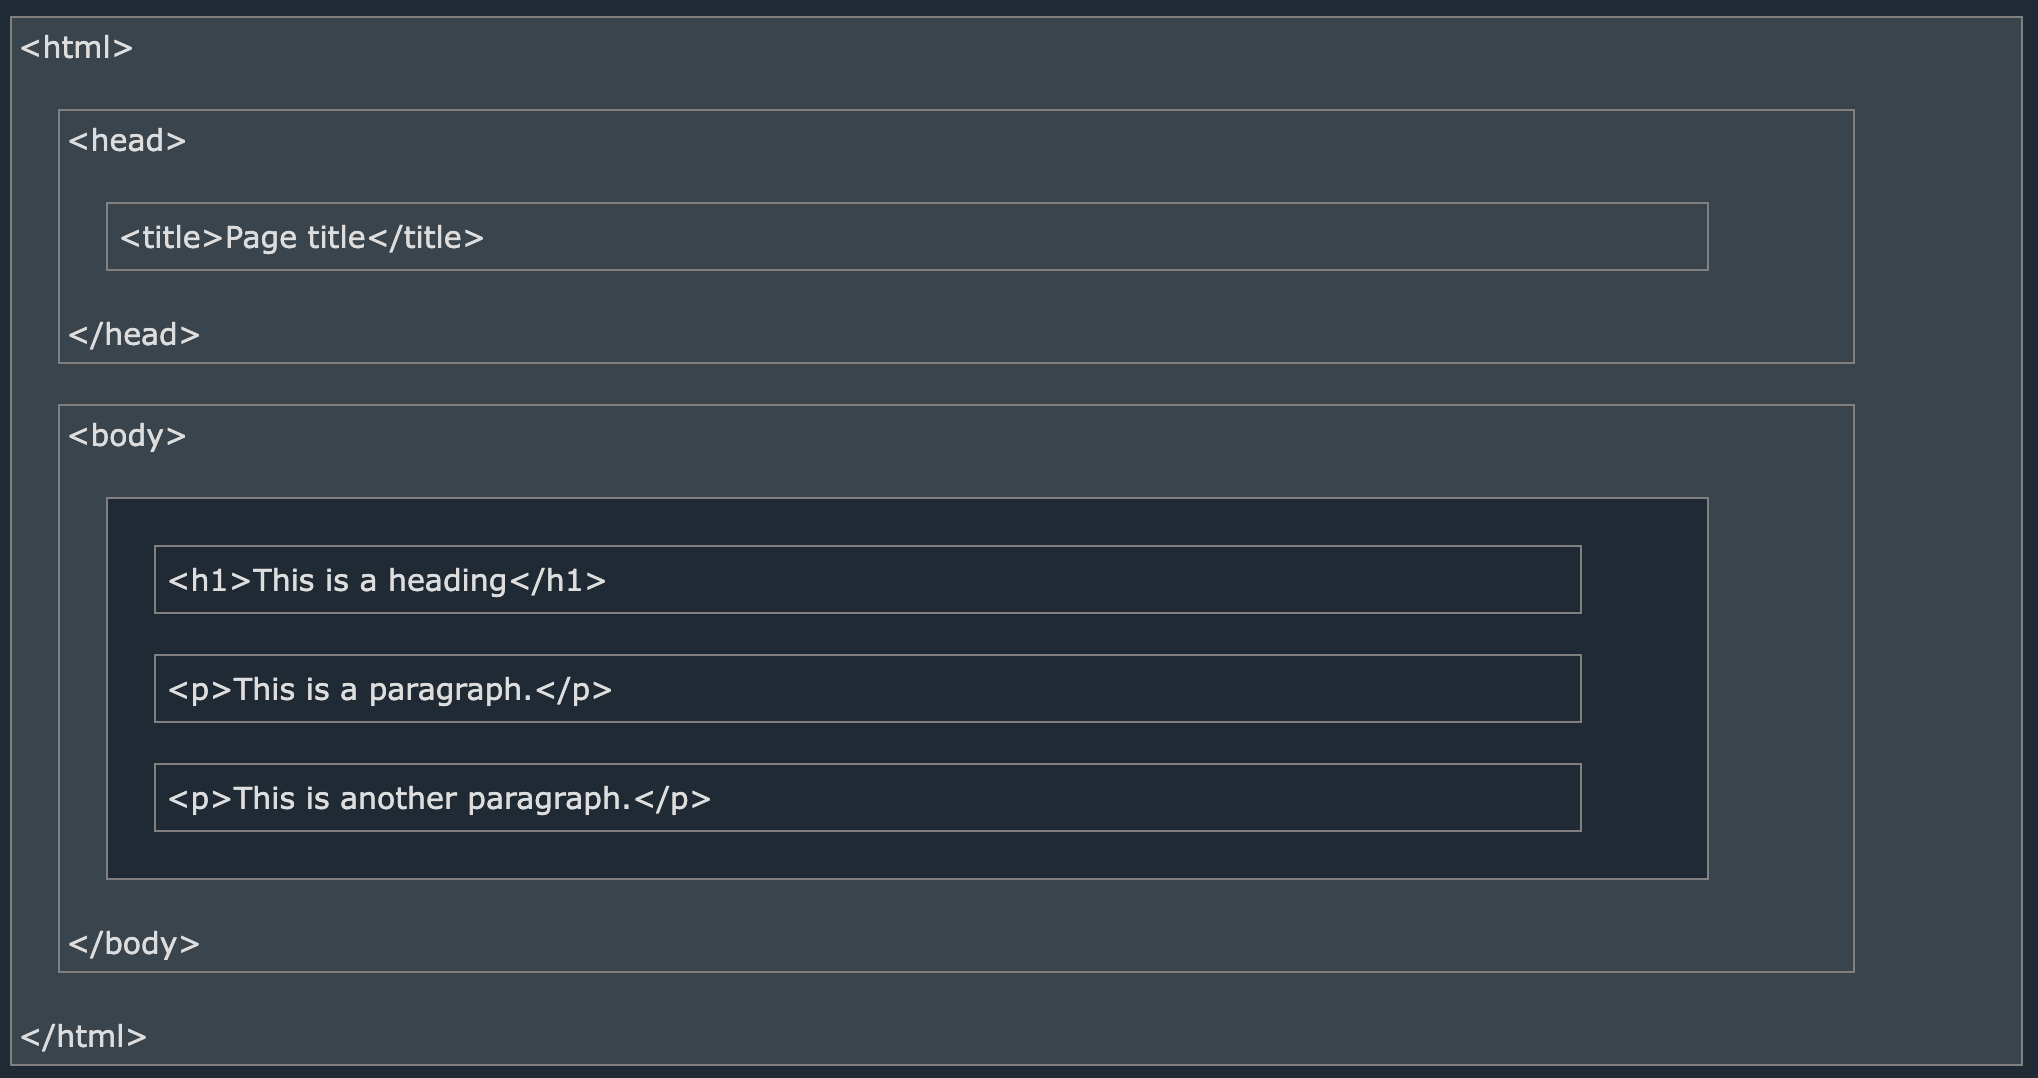 <html>
<head>
<title>Page title</title>
</head>
<body>
<h1>This is a heading</h1>
<p>This is a paragraph.</p>
<p>This is another paragraph.</p>
</body>
</html>